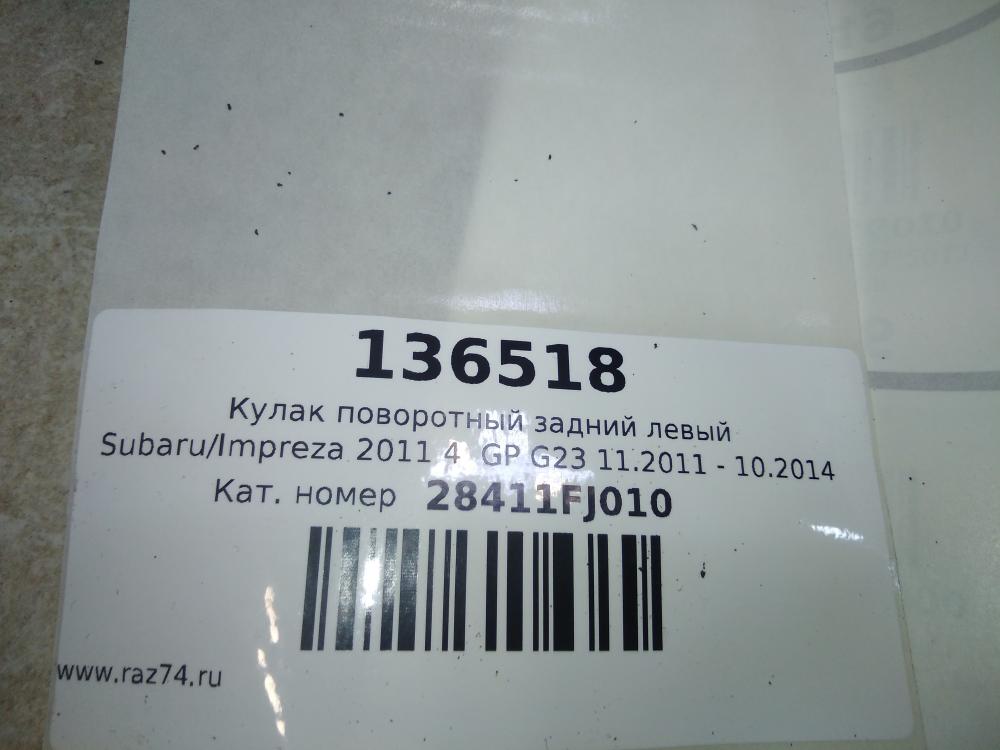 136518
Кулак поворотный задний левый
Subaru/Impreza 2011 4 GP G23 11.2011 - 10.2014
Кат. номер 28411FJ010
www.raz74.ru